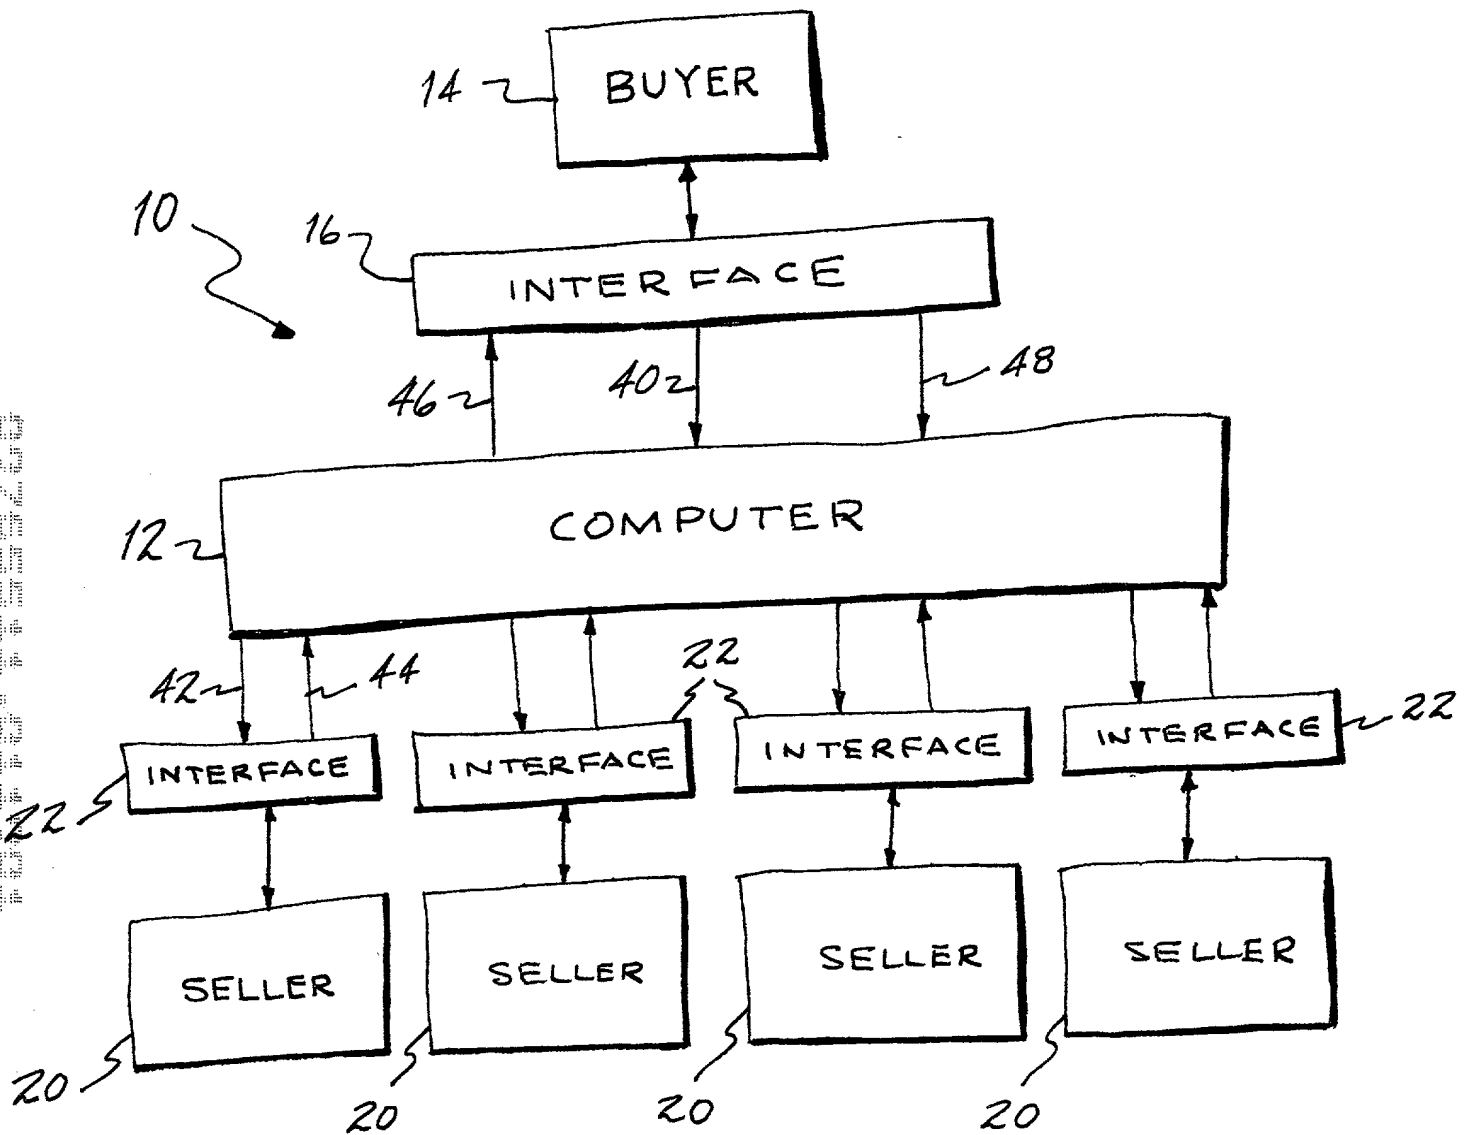 14 BUYER
10
16 INTERFACE
46 40 48
12 COMPUTER
42 44 22
INTERFACE INTERFACE INTERFACE INTERFACE 22
22
SELLER SELLER SELLER SELLER
20 20 20 20